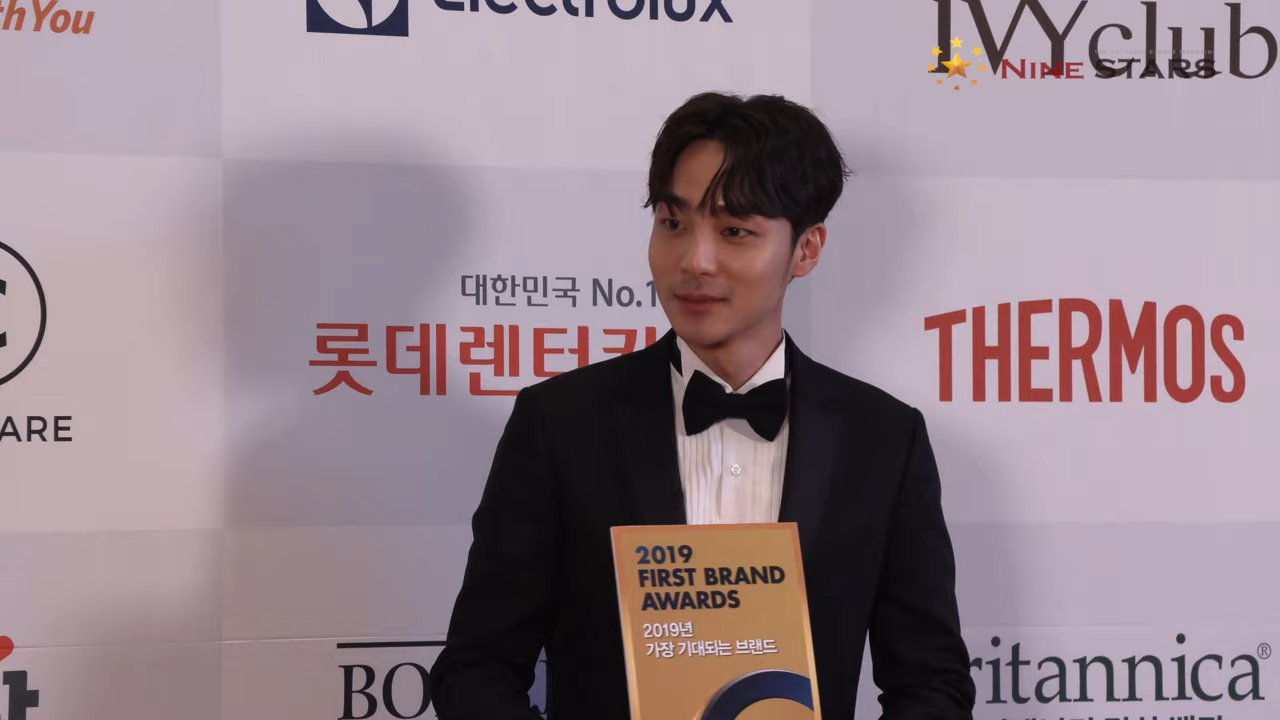 thYou
Electrolux
IVYclub
NINE STARS
대한민국 No.1
롯데렌터카
THERMOS
C
ARE
2019
FIRST BRAND
AWARDS
2019년
가장 기대되는 브랜드
BO
ritannica®